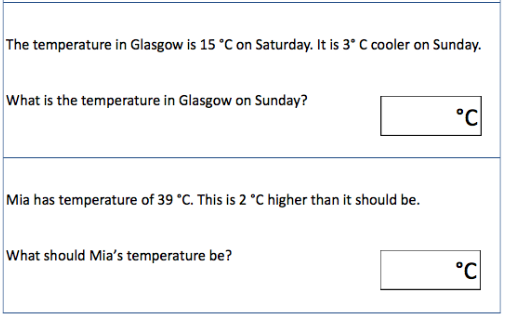 The temperature in Glasgow is 15 °C on Saturday. It is 3° C cooler on Sunday.
What is the temperature in Glasgow on Sunday?
°C
Mia has temperature of 39 °C. This is 2 °C higher than it should be.
What should Mia’s temperature be?
°C